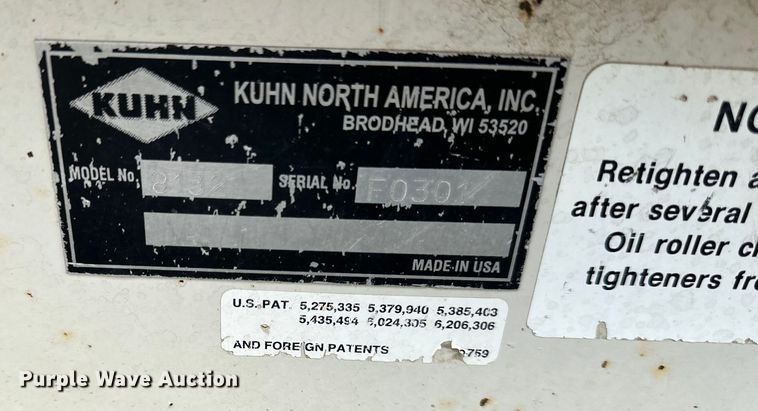 KUHN
KUHN NORTH AMERICA, INC.
BRODHEAD, WI 53520
MODEL No. 8132 SERIAL No. E0301
MADE IN USA
U.S. PAT. 5,275,335 5,379,940 5,385,403
5,435,494 6,024,305 6,206,306
AND FOREIGN PATENTS
Retighten
after several
Oil roller
tighteners
Purple Wave Auction